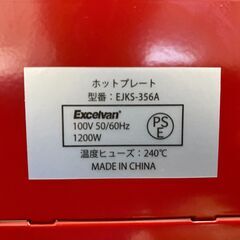 ホットプレート
型番：EJKS-356A
Excelvan®
100V 50/60Hz
1200W
PS
E
温度ヒューズ：240℃
MADE IN CHINA